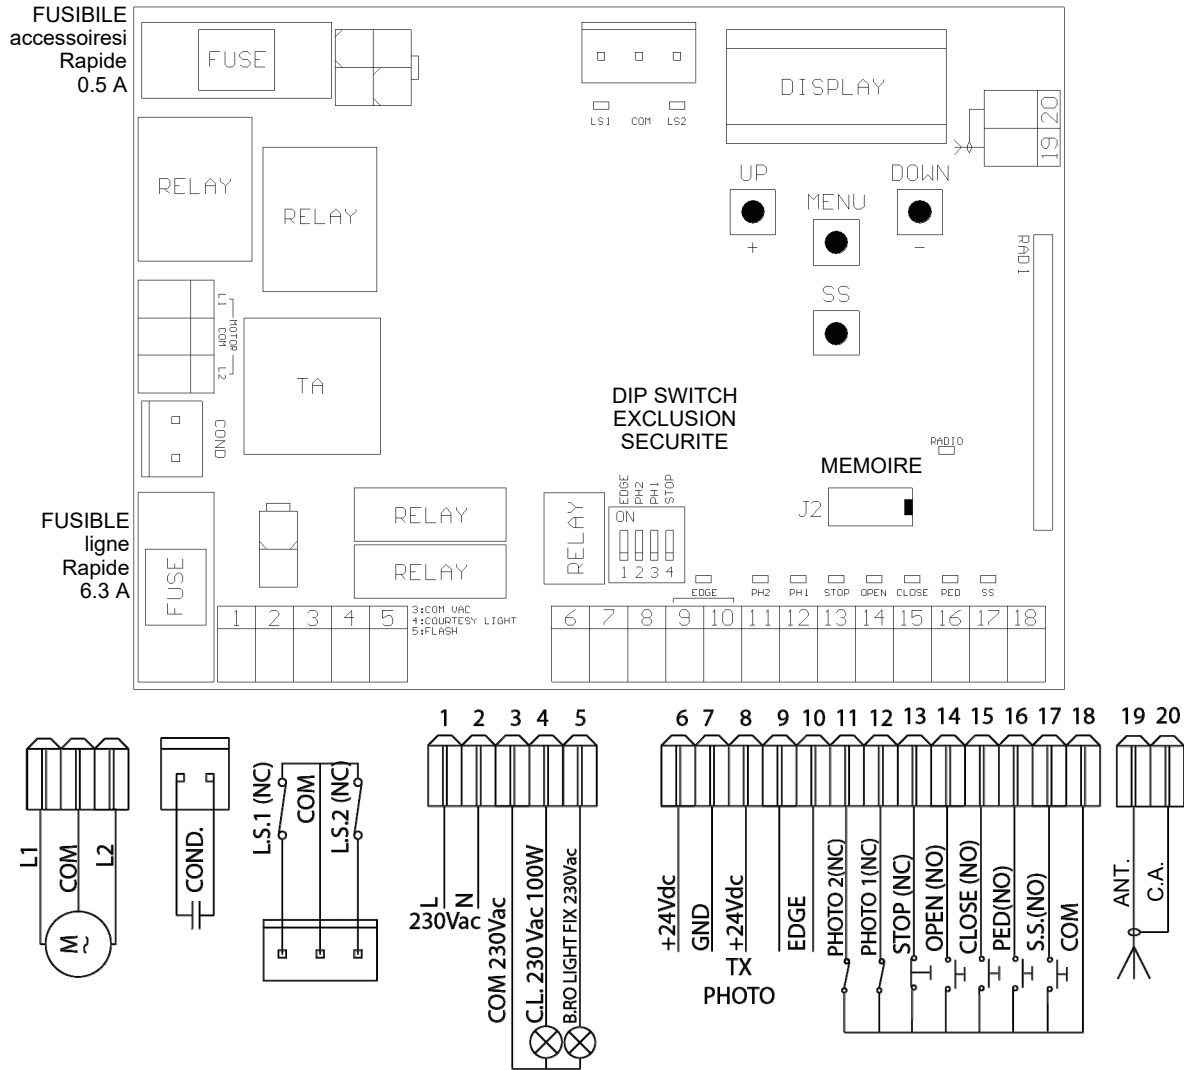 FUSIBILE
accessoiresi
Rapide
0.5 A
FUSE
LS1 COM LS2
DISPLAY
20
19
UP
+
MENU
DOWN
-
SS
RADI
RELAY
RELAY
L1
COM
L2
MOTOR
TA
COND
DIP SWITCH
EXCLUSION
SECURITE
RADIO
MEMOIRE
J2
FUSIBLE
ligne
Rapide
6.3 A
FUSE
RELAY
RELAY
RELAY
EDGE
PH2
PH1
STOP
ON
1 2 3 4
EDGE PH2 PH1 STOP OPEN CLOSE PED SS
1 2 3 4 5
3:COM VAC
4:COURTESY LIGHT
5:FLASH
6 7 8 9 10 11 12 13 14 15 16 17 18
1 2 3 4 5
6 7 8 9 10 11 12 13 14 15 16 17 18
19 20
L1
COM
L2
M~
COND.
L.S.1 (NC)
COM
L.S.2 (NC)
L
N
230Vac
COM 230Vac
C.L. 230 Vac 100W
B.RO LIGHT FIX 230Vac
+24Vdc
GND
+24Vdc
TX
PHOTO
EDGE
PHOTO 2(NC)
PHOTO 1(NC)
STOP (NC)
OPEN (NO)
CLOSE (NO)
PED(NO)
S.S.(NO)
COM
ANT.
C.A.